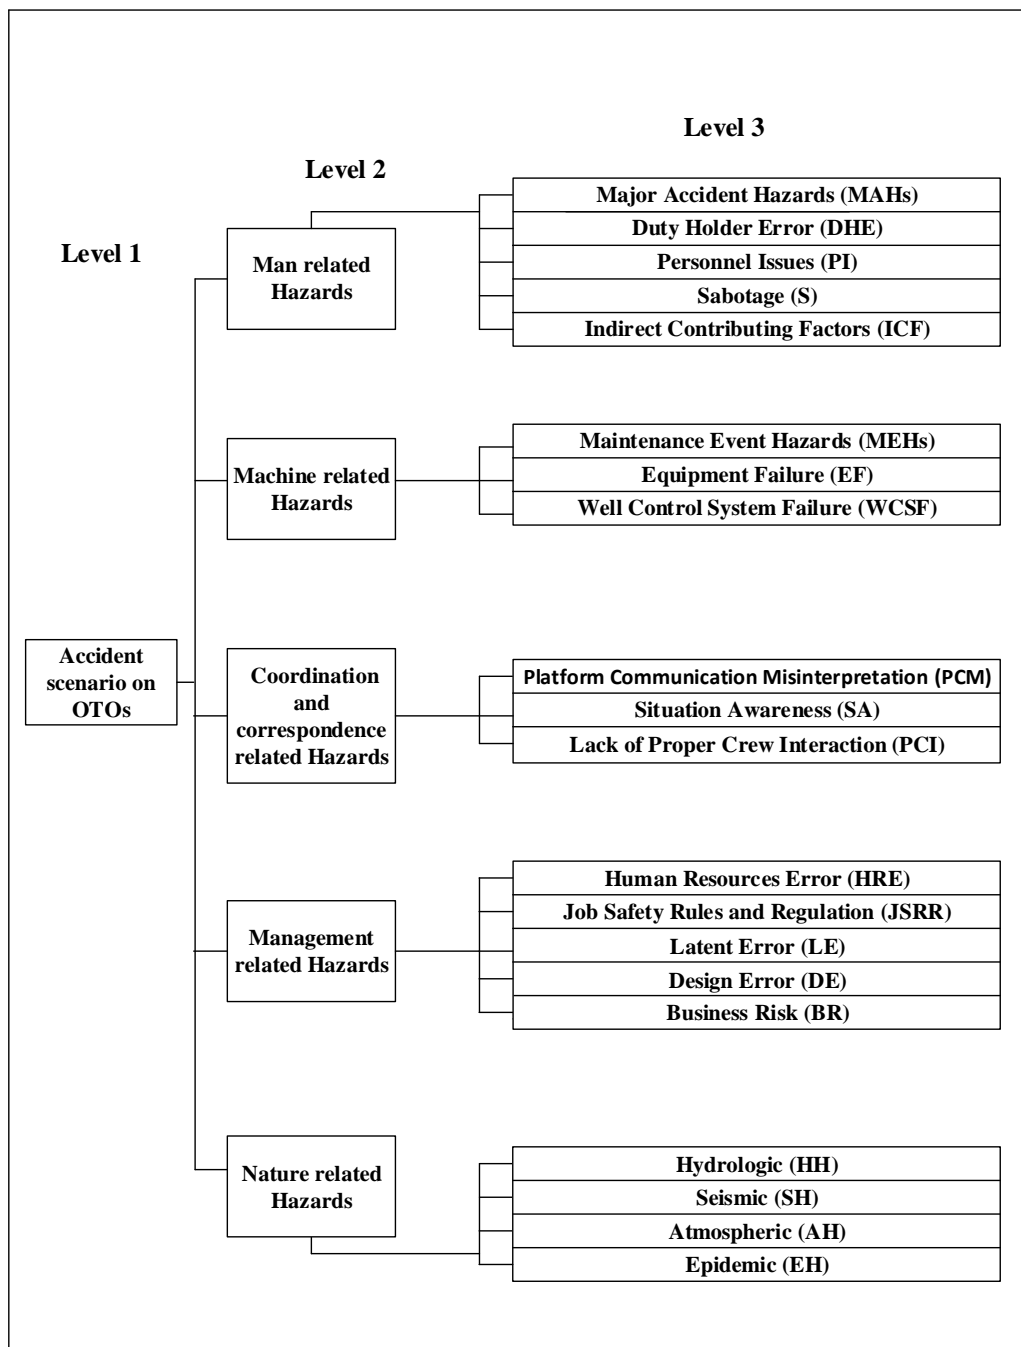 Level 3
Level 2
Level 1
Major Accident Hazards (MAHs)
Duty Holder Error (DHE)
Personnel Issues (PI)
Sabotage (S)
Indirect Contributing Factors (ICF)
Man related
Hazards
Maintenance Event Hazards (MEHs)
Equipment Failure (EF)
Well Control System Failure (WCSF)
Machine related
Hazards
Accident
scenario on
OTOs
Coordination
and
correspondence
related Hazards
Platform Communication Misinterpretation (PCM)
Situation Awareness (SA)
Lack of Proper Crew Interaction (PCI)
Management
related Hazards
Human Resources Error (HRE)
Job Safety Rules and Regulation (JSRR)
Latent Error (LE)
Design Error (DE)
Business Risk (BR)
Nature related
Hazards
Hydrologic (HH)
Seismic (SH)
Atmospheric (AH)
Epidemic (EH)